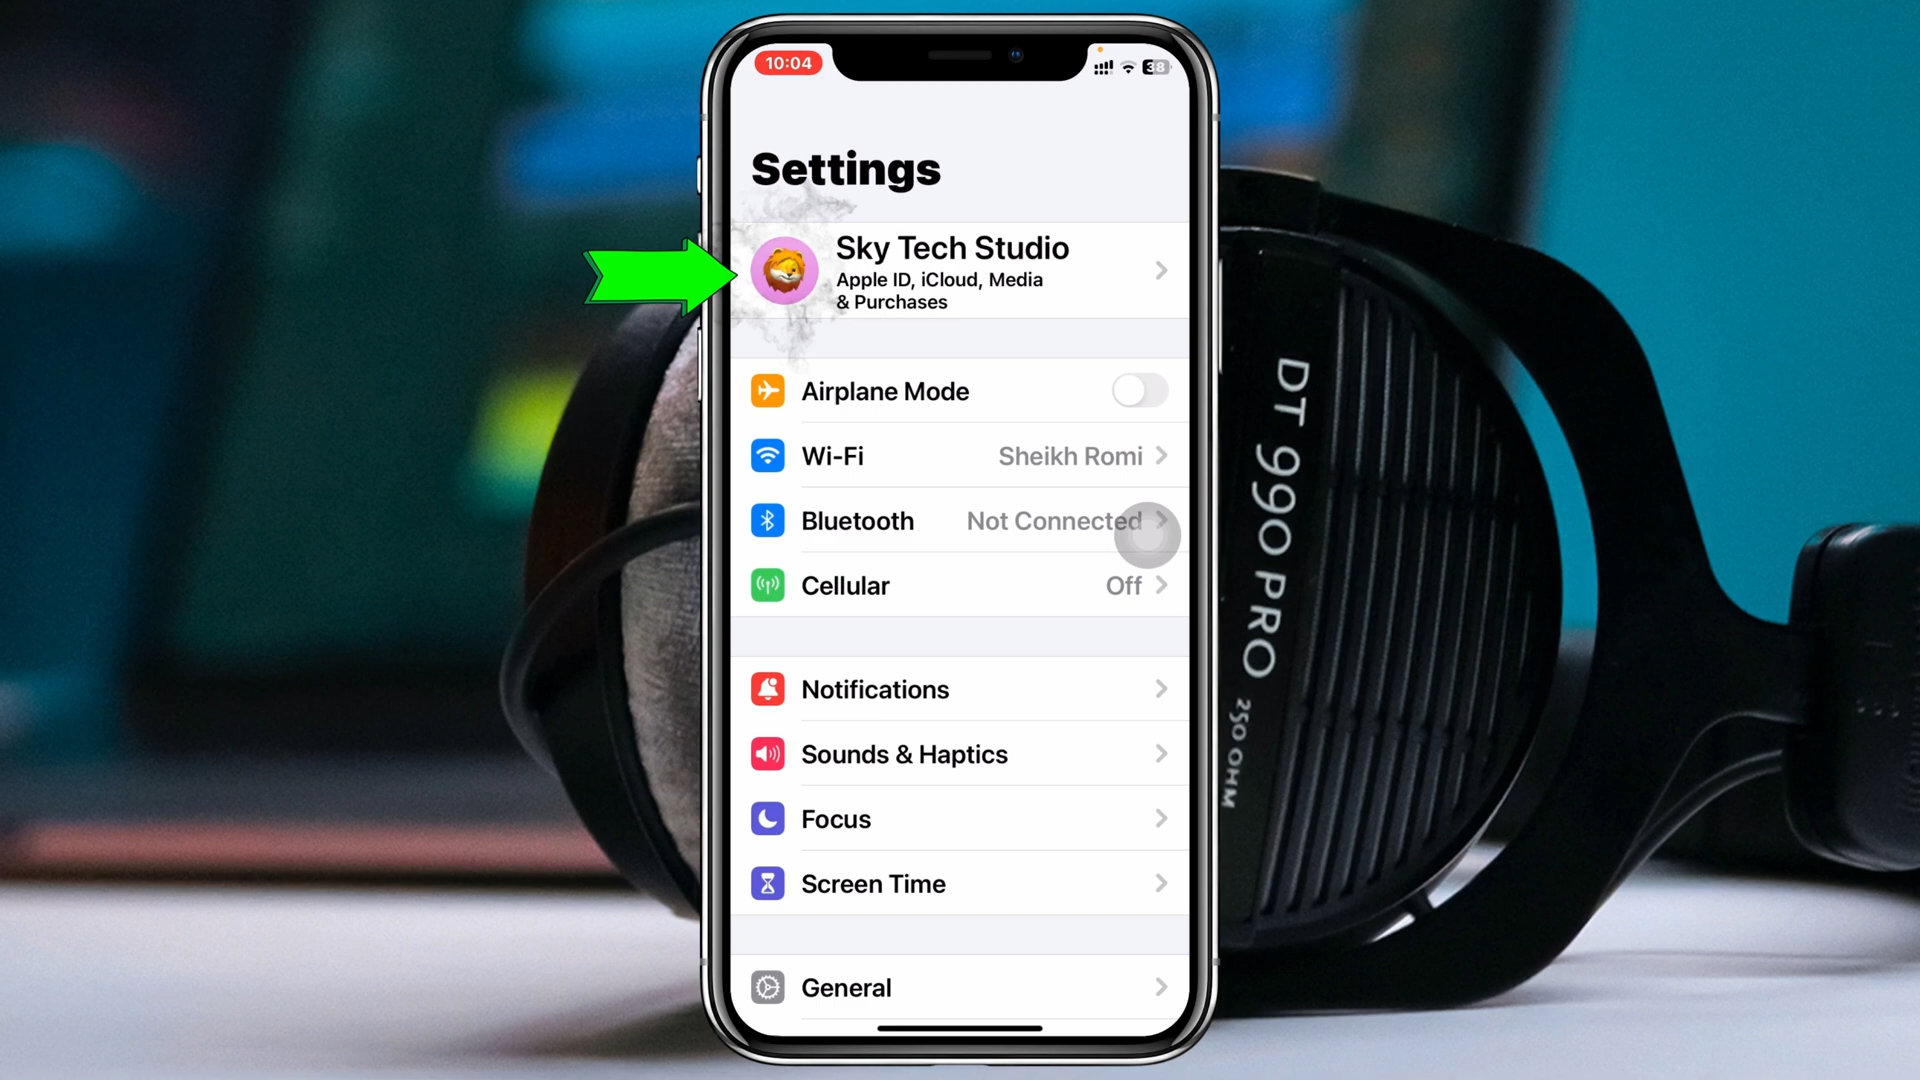 10:04
38
Settings
Sky Tech Studio
Apple ID, iCloud, Media
& Purchases
Airplane Mode
Wi-Fi Sheikh Romi
Bluetooth Not Connected
Cellular Off
Notifications
Sounds & Haptics
Focus
Screen Time
General
DT 990 PRO
250 OHM